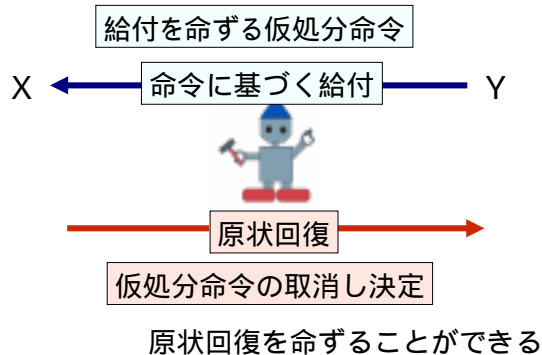 給付を命ずる仮処分命令
X 命令に基づく給付 Y
原状回復
仮処分命令の取消し決定
原状回復を命ずることができる